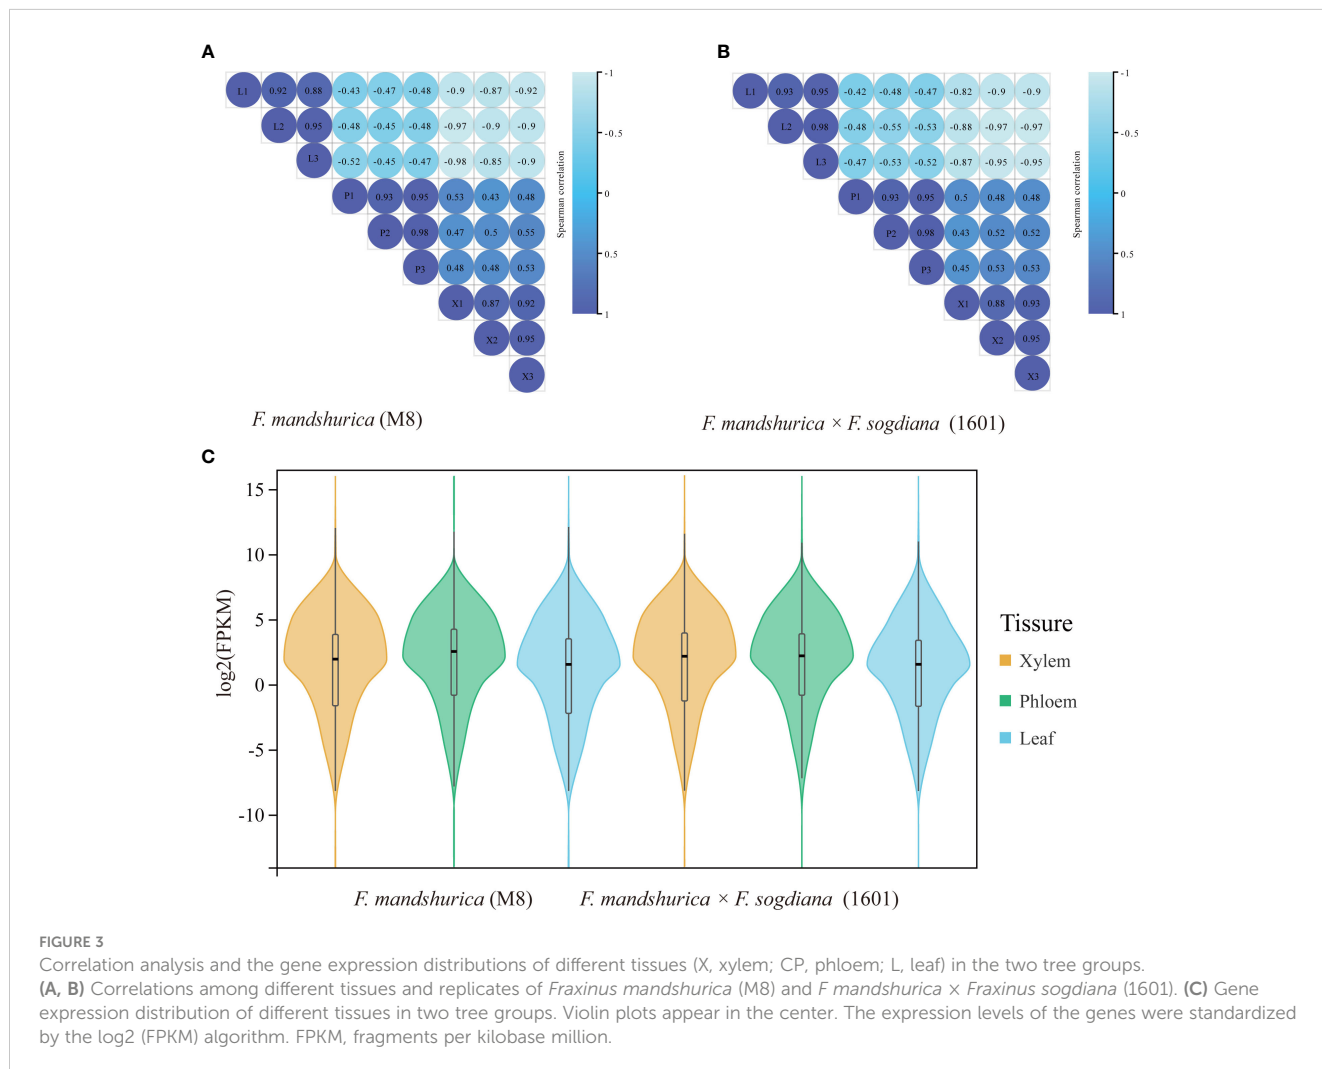 A
B
L1 0.92 0.88 -0.43 -0.47 -0.48 -0.9 -0.87 -0.92
L2 0.95 -0.48 -0.45 -0.48 -0.97 -0.9 -0.9
L3 -0.52 -0.45 -0.47 -0.98 -0.85 -0.9
P1 0.93 0.95 0.53 0.43 0.48
P2 0.98 0.47 0.5 0.55
P3 0.48 0.48 0.53
X1 0.87 0.92
X2 0.95
X3
-1
-0.5
0
0.5
1
Spearman correlation
F. mandshurica (M8)
L1 0.93 0.95 -0.42 -0.48 -0.47 -0.82 -0.9 -0.9
L2 0.98 -0.48 -0.55 -0.53 -0.88 -0.97 -0.97
L3 -0.47 -0.53 -0.52 -0.87 -0.95 -0.95
P1 0.93 0.95 0.5 0.48 0.48
P2 0.98 0.43 0.52 0.52
P3 0.45 0.53 0.53
X1 0.88 0.93
X2 0.95
X3
-1
-0.5
0
0.5
1
Spearman correlation
F. mandshurica × F. sogdiana (1601)
C
15
10
5
0
-5
-10
log2(FPKM)
Tissure
Xylem
Phloem
Leaf
F. mandshurica (M8) F. mandshurica × F. sogdiana (1601)
FIGURE 3
Correlation analysis and the gene expression distributions of different tissues (X, xylem; CP, phloem; L, leaf) in the two tree groups.
(A, B) Correlations among different tissues and replicates of Fraxinus mandshurica (M8) and F mandshurica × Fraxinus sogdiana (1601). (C) Gene
expression distribution of different tissues in two tree groups. Violin plots appear in the center. The expression levels of the genes were standardized
by the log2 (FPKM) algorithm. FPKM, fragments per kilobase million.